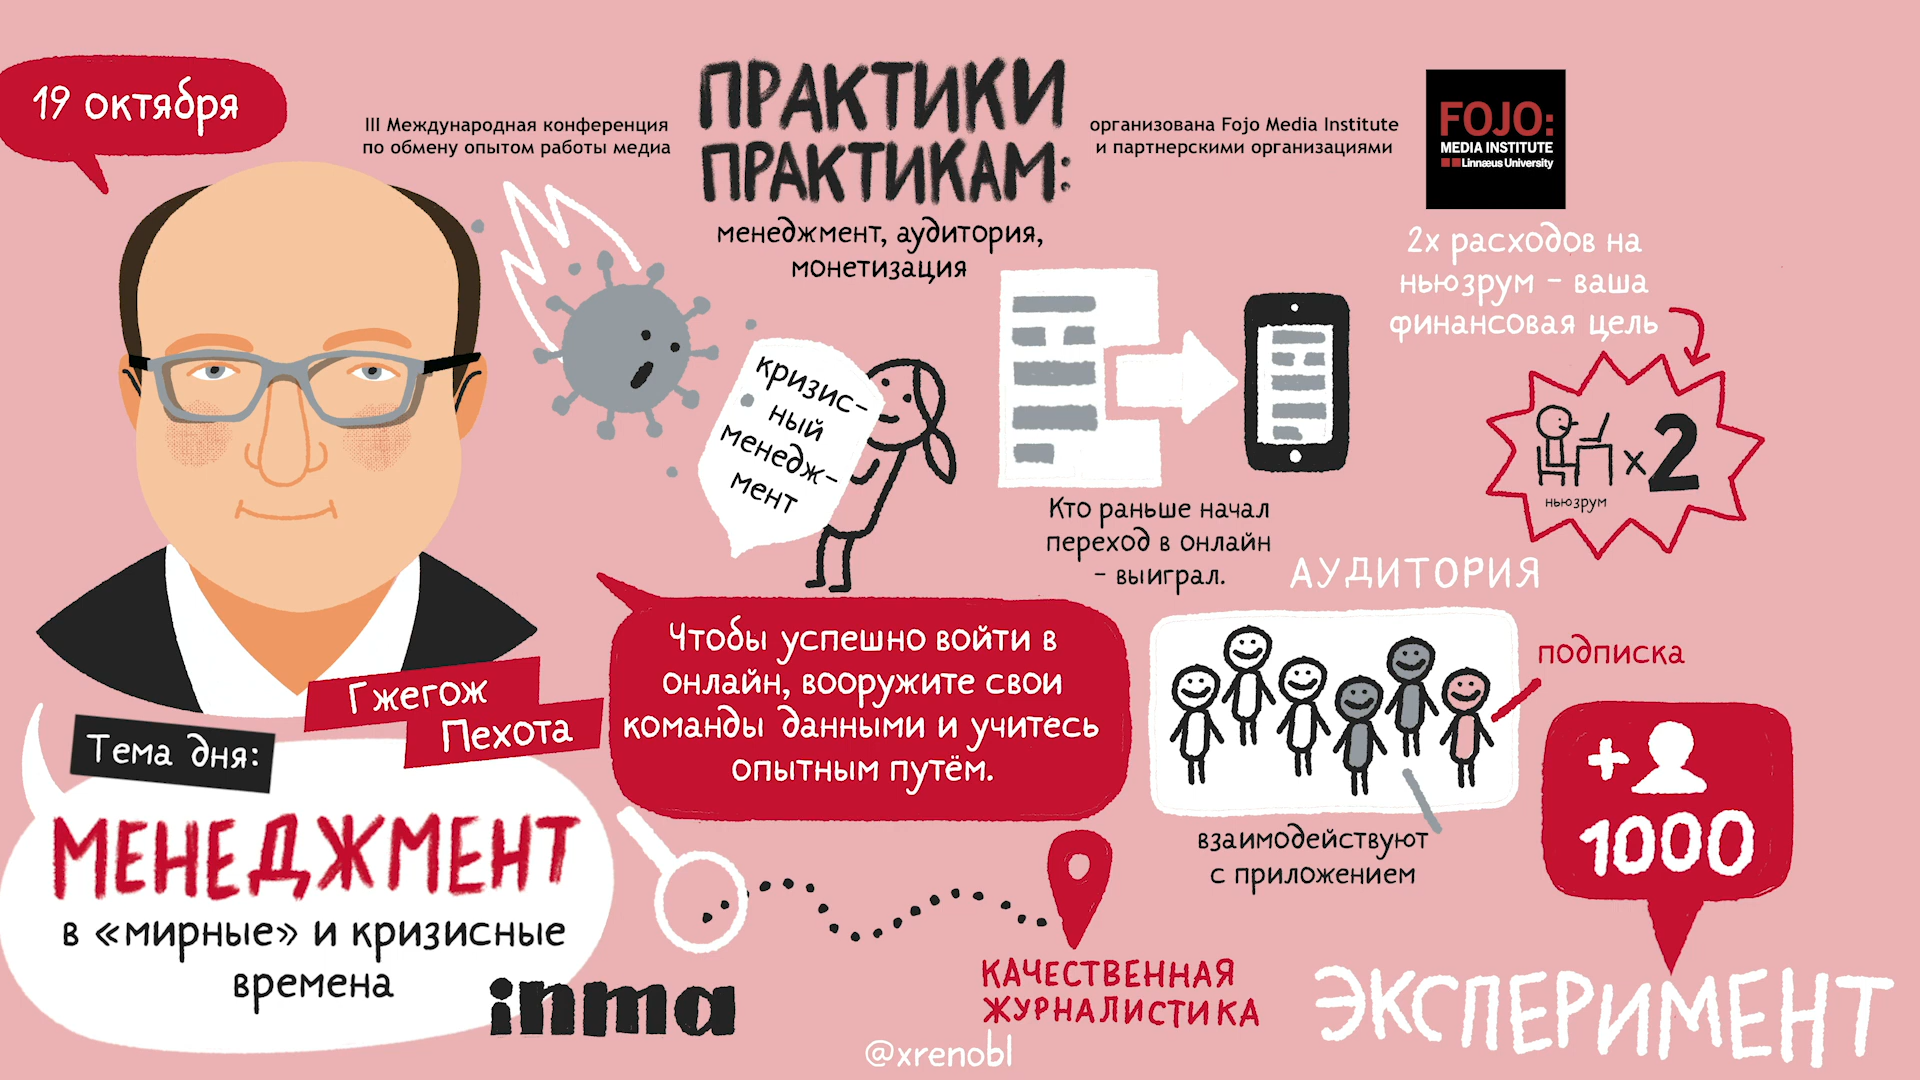 19 октября
III Международная конференция
по обмену опытом работы медиа
ПРАКТИКИ
ПРАКТИКАМ:
менеджмент, аудитория,
монетизация
организована Fojo Media Institute
и партнерскими организациями
FOJO:
MEDIA INSTITUTE
Linnæus University
2х расходов на
ньюзрум – ваша
финансовая цель
ньюзрум
х2
кризис-
ный
менедж-
мент
Кто раньше начал
переход в онлайн
– выиграл.
АУДИТОРИЯ
подписка
взаимодействуют
с приложением
Чтобы успешно войти в
онлайн, вооружите свои
команды данными и учитесь
опытным путём.
Гжегож
Пехота
Тема дня:
МЕНЕДЖМЕНТ
в «мирные» и кризисные
времена
inma
КАЧЕСТВЕННАЯ
ЖУРНАЛИСТИКА
+
1000
ЭКСПЕРИМЕНТ
@xrenobl